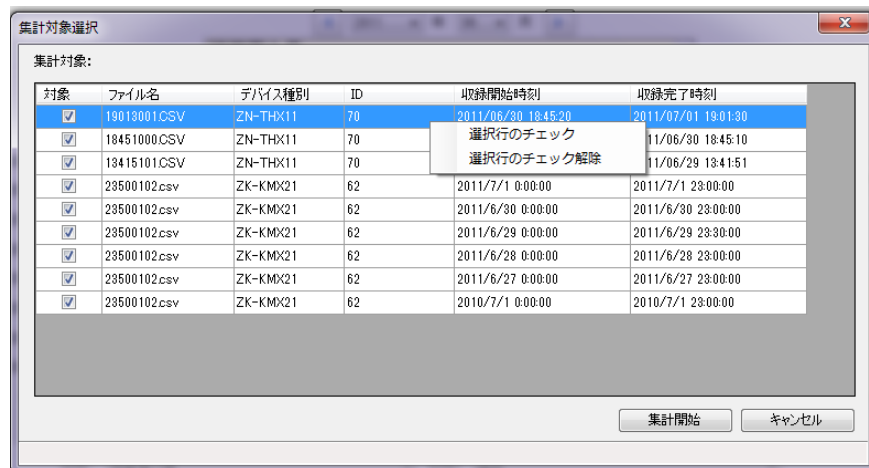 集計対象選択
集計対象:
対象 ファイル名 デバイス種別 ID 収録開始時刻 収録完了時刻
19013001.CSV ZN-THX11 70 2011/06/30 18:45:20 2011/07/01 19:01:30
選択行のチェック
18451000.CSV ZN-THX11 70 11/06/30 18:45:10
選択行のチェック解除
13415101.CSV ZN-THX11 70 11/06/29 13:41:51
23500102.csv ZK-KMX21 62 2011/7/1 0:00:00 2011/7/1 23:00:00
23500102.csv ZK-KMX21 62 2011/6/30 0:00:00 2011/6/30 23:00:00
23500102.csv ZK-KMX21 62 2011/6/29 0:00:00 2011/6/29 23:30:00
23500102.csv ZK-KMX21 62 2011/6/28 0:00:00 2011/6/28 23:00:00
23500102.csv ZK-KMX21 62 2011/6/27 0:00:00 2011/6/27 23:00:00
23500102.csv ZK-KMX21 62 2010/7/1 0:00:00 2010/7/1 23:00:00
集計開始 キャンセル